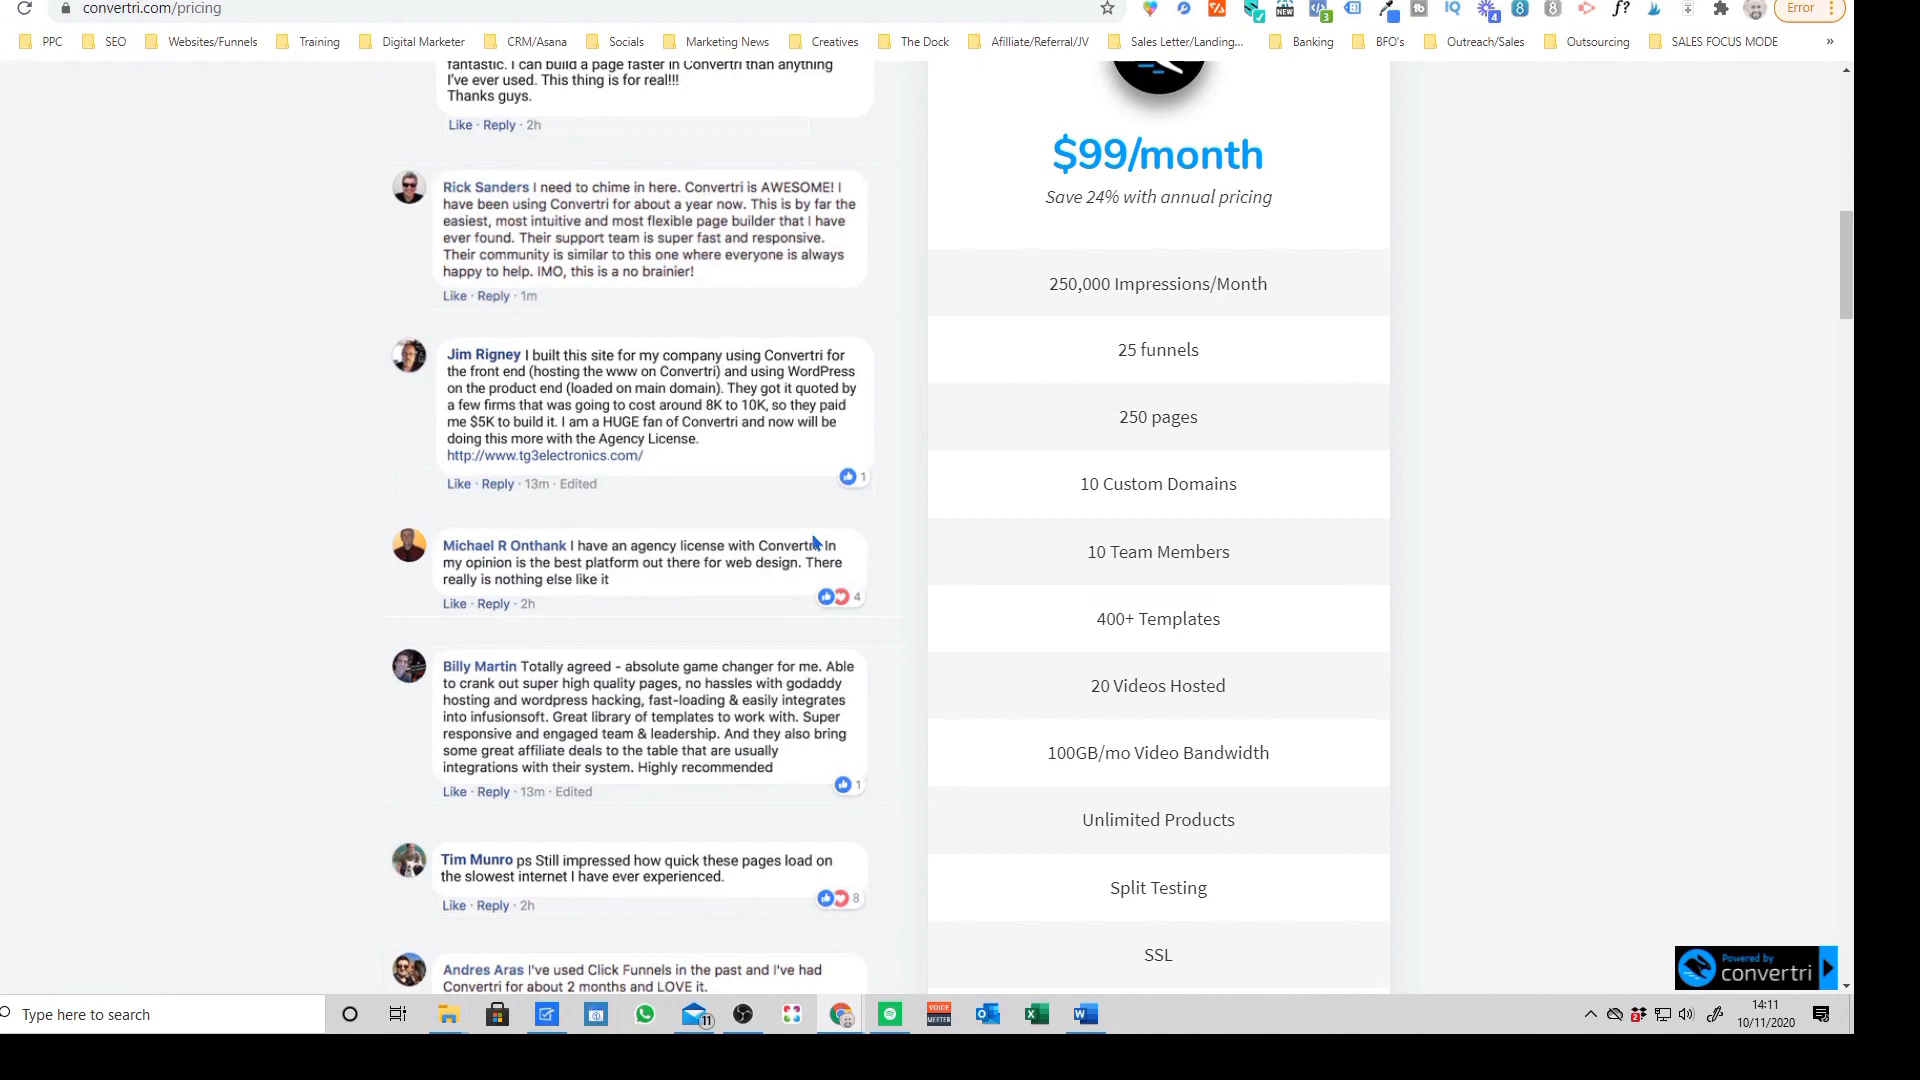 convertri.com/pricing
Error
PPC
SEO
Websites/Funnels
Training
Digital Marketer
CRM/Asana
Socials
Marketing News
Creatives
The Dock
Afilliate/Referral/JV
Sales Letter/Landing...
Banking
BFO's
Outreach/Sales
Outsourcing
SALES FOCUS MODE
»
fantastic. I can build a page faster in Convertri than anything
I've ever used. This thing is for real!!!
Thanks guys.
Like · Reply · 2h
Rick Sanders I need to chime in here. Convertri is AWESOME! I
have been using Convertri for about a year now. This is by far the
easiest, most intuitive and most flexible page builder that I have
ever found. Their support team is super fast and responsive.
Their community is similar to this one where everyone is always
happy to help. IMO, this is a no brainier!
Like · Reply · 1m
Jim Rigney I built this site for my company using Convertri for
the front end (hosting the www on Convertri) and using WordPress
on the product end (loaded on main domain). They got it quoted by
a few firms that was going to cost around 8K to 10K, so they paid
me $5K to build it. I am a HUGE fan of Convertri and now will be
doing this more with the Agency License.
http://www.tg3electronics.com/
1
Like · Reply · 13m · Edited
Michael R Onthank I have an agency license with Convertri In
my opinion is the best platform out there for web design. There
really is nothing else like it
4
Like · Reply · 2h
Billy Martin Totally agreed - absolute game changer for me. Able
to crank out super high quality pages, no hassles with godaddy
hosting and wordpress hacking, fast-loading & easily integrates
into infusionsoft. Great library of templates to work with. Super
responsive and engaged team & leadership. And they also bring
some great affiliate deals to the table that are usually
integrations with their system. Highly recommended
1
Like · Reply · 13m · Edited
Tim Munro ps Still impressed how quick these pages load on
the slowest internet I have ever experienced.
8
Like · Reply · 2h
Andres Aras I've used Click Funnels in the past and I've had
Convertri for about 2 months and LOVE it.
$99/month
Save 24% with annual pricing
250,000 Impressions/Month
25 funnels
250 pages
10 Custom Domains
10 Team Members
400+ Templates
20 Videos Hosted
100GB/mo Video Bandwidth
Unlimited Products
Split Testing
SSL
Powered by
convertri
Type here to search
11
VOICE
MEETER
14:11
10/11/2020